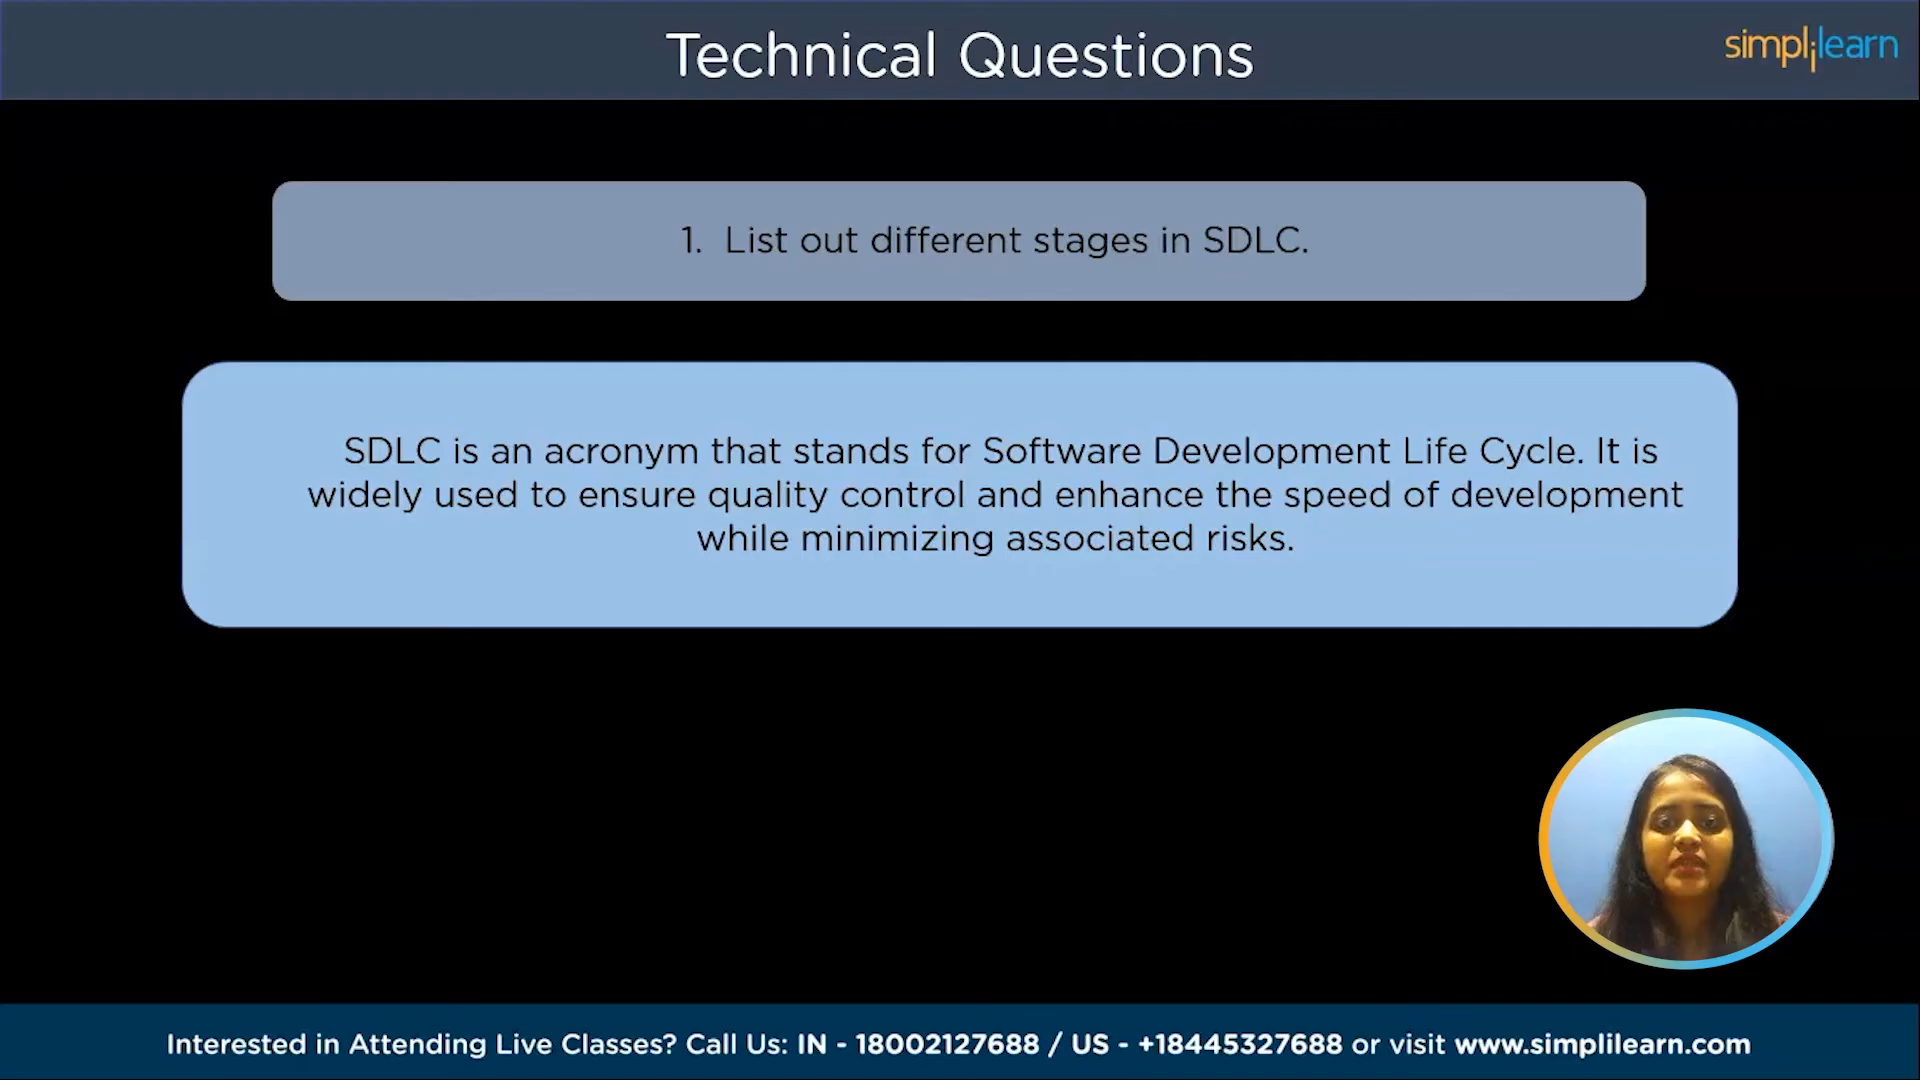 Technical Questions
simplilearn
1. List out different stages in SDLC.
SDLC is an acronym that stands for Software Development Life Cycle. It is
widely used to ensure quality control and enhance the speed of development
while minimizing associated risks.
Interested in Attending Live Classes? Call Us: IN - 18002127688 / US - +18445327688 or visit www.simplilearn.com